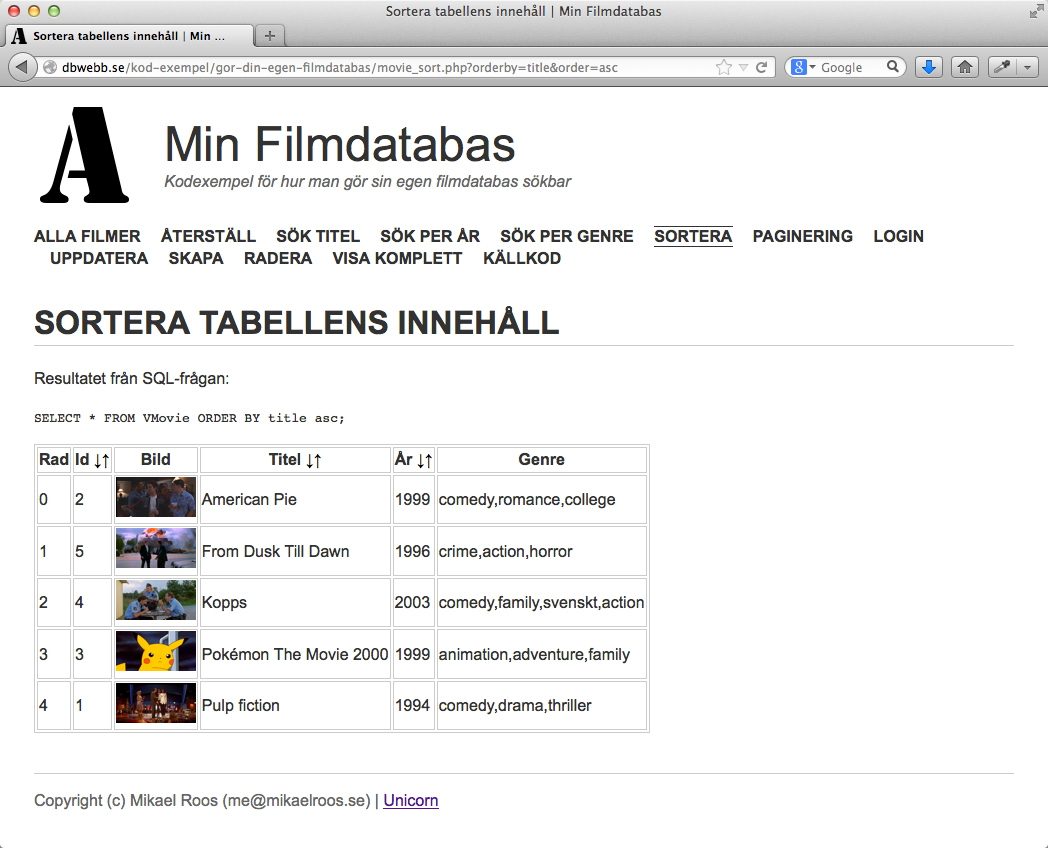 Sortera tabellens innehåll | Min Filmdatabas
A Sortera tabellens innehåll | Min ...
dbwebb.se/kod-exempel/gor-din-egen-filmdatabas/movie_sort.php?orderby=title&order=asc
8 Google
A
Min Filmdatabas
Kodexempel för hur man gör sin egen filmdatabas sökbar
ALLA FILMER ÅTERSTÄLL SÖK TITEL SÖK PER ÅR SÖK PER GENRE SORTERA PAGINERING LOGIN
UPPDATERA SKAPA RADERA VISA KOMPLETT KÄLLKOD
SORTERA TABELLENS INNEHÅLL
Resultatet från SQL-frågan:
SELECT * FROM VMovie ORDER BY title asc;
Rad Id ↓↑ Bild Titel ↓↑ År ↓↑ Genre
0 2 American Pie 1999 comedy,romance,college
1 5 From Dusk Till Dawn 1996 crime,action,horror
2 4 Kopps 2003 comedy,family,svenskt,action
3 3 Pokémon The Movie 2000 1999 animation,adventure,family
4 1 Pulp fiction 1994 comedy,drama,thriller
Copyright (c) Mikael Roos (me@mikaelroos.se) | Unicorn